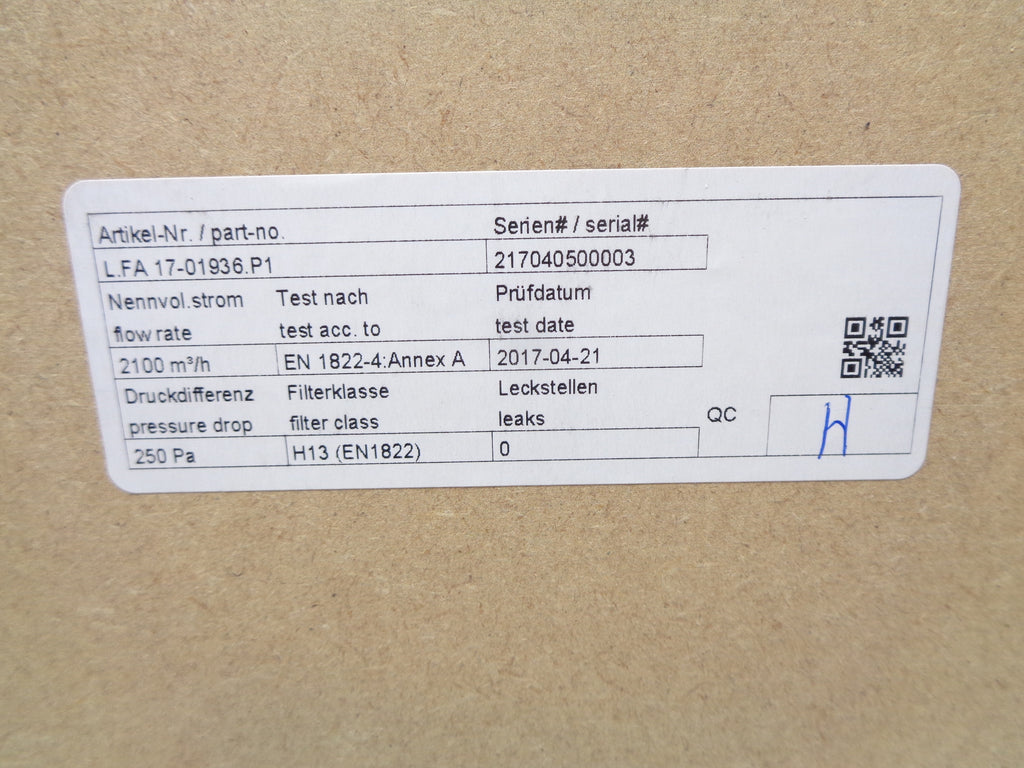 Artikel-Nr. / part-no. Serien# / serial#
L.FA 17-01936.P1 217040500003
Nennvol.strom Test nach Prüfdatum
flow rate test acc. to test date
2100 m³/h EN 1822-4:Annex A 2017-04-21
Druckdifferenz Filterklasse Leckstellen
pressure drop filter class leaks QC
250 Pa H13 (EN1822) 0 H